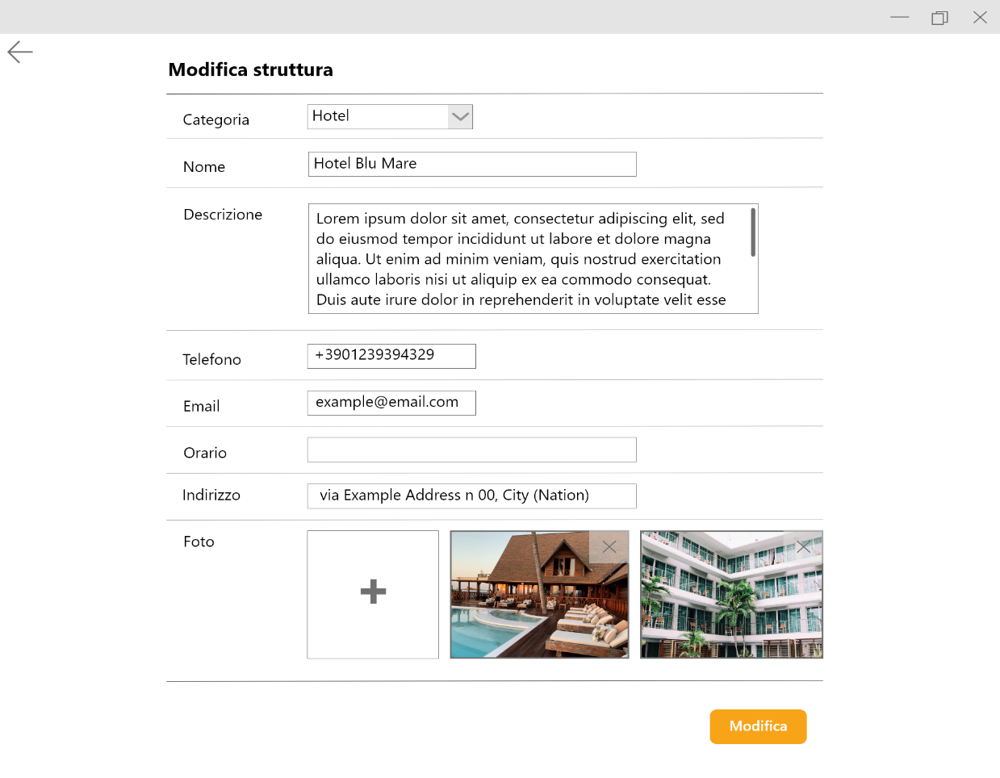 Modifica struttura
Categoria
Hotel
Nome
Hotel Blu Mare
Descrizione
Lorem ipsum dolor sit amet, consectetur adipiscing elit, sed
do eiusmod tempor incididunt ut labore et dolore magna
aliqua. Ut enim ad minim veniam, quis nostrud exercitation
ullamco laboris nisi ut aliquip ex ea commodo consequat.
Duis aute irure dolor in reprehenderit in voluptate velit esse
Telefono
+3901239394329
Email
example@email.com
Orario
Indirizzo
via Example Address n 00, City (Nation)
Foto
Modifica